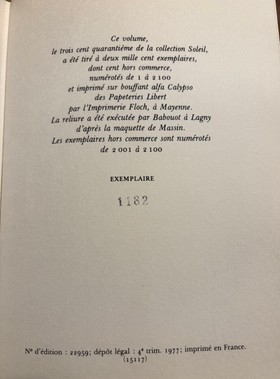 Ce volume,
le trois cent quarantième de la collection Soleil,
a été tiré à deux mille cent exemplaires,
dont cent hors commerce,
numérotés de 1 à 2100
et imprimé sur bouffant alfa Calypso
des Papeteries Libert
par l'Imprimerie Floch, à Mayenne.
La reliure a été exécutée par Babouot à Lagny
d'après la maquette de Massin.
Les exemplaires hors commerce sont numérotés
de 2001 à 2100
EXEMPLAIRE
1182
N° d'édition : 22959; dépôt légal : 4e trim. 1977; imprimé en France.
(15117)